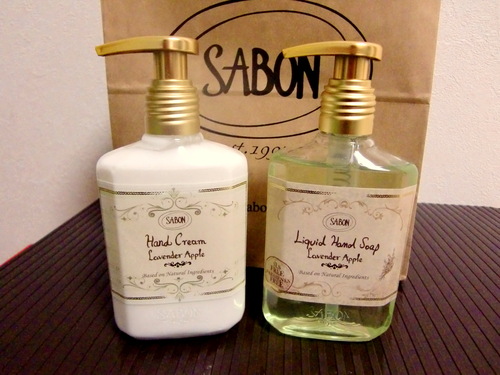 SABON
SABON
Hand Cream
Lavender Apple
Based on Natural Ingredients
SABON
Liquid Hand Soap
Lavender Apple
Based on Natural Ingredients